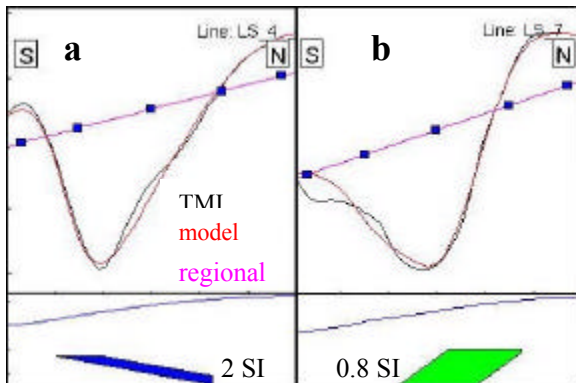 a
Line: LS_4
S
N
TMI
model
regional
2 SI
b
Line: LS_7
S
N
0.8 SI